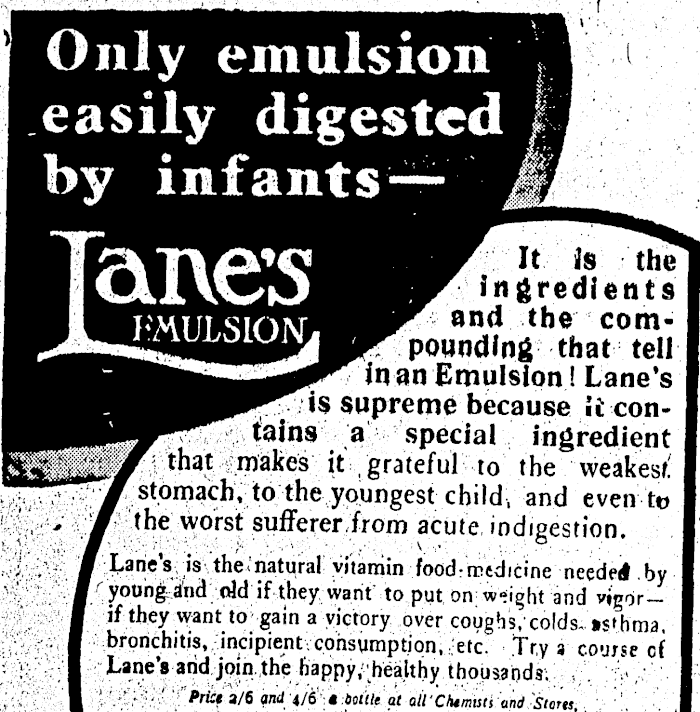 Only emulsion
easily digested
by infants—
Lane's
EMULSION
It is the
ingredients
and the com-
pounding that tell
in an Emulsion! Lane's
is supreme because it con-
tains a special ingredient
that makes it grateful to the weakest
stomach, to the youngest child, and even to
the worst sufferer from acute indigestion.
Lane's is the natural vitamin food-medicine needed by
young and old if they want to put on weight and vigor—
if they want to gain a victory over coughs, colds, asthma,
bronchitis, incipient consumption, etc. Try a course of
Lane's and join the happy, healthy thousands.
Price 2/6 and 4/6 a bottle at all Chemists and Stores,